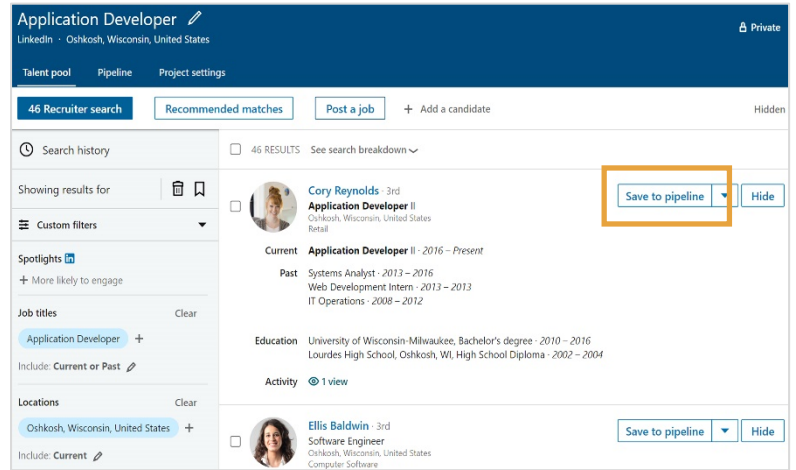 Application Developer
LinkedIn · Oshkosh, Wisconsin, United States
Private
Talent pool Pipeline Project settings
46 Recruiter search Recommended matches Post a job + Add a candidate Hidden
Search history
46 RESULTS See search breakdown
Showing results for
Custom filters
Spotlights in
+ More likely to engage
Job titles Clear
Application Developer +
Include: Current or Past
Locations Clear
Oshkosh, Wisconsin, United States +
Include: Current
Cory Reynolds · 3rd
Application Developer II
Oshkosh, Wisconsin, United States
Retail
Save to pipeline Hide
Current Application Developer II · 2016 – Present
Past Systems Analyst · 2013 – 2016
Web Development Intern · 2013 – 2013
IT Operations · 2008 – 2012
Education University of Wisconsin-Milwaukee, Bachelor's degree · 2010 – 2016
Lourdes High School, Oshkosh, WI, High School Diploma · 2002 – 2004
Activity 1 view
Ellis Baldwin · 3rd
Software Engineer
Oshkosh, Wisconsin, United States
Computer Software
Save to pipeline Hide